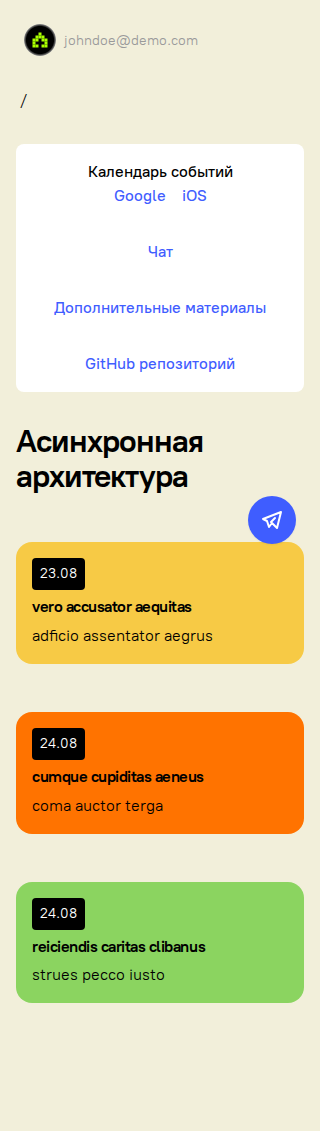 johndoe@demo.com
/
Календарь событий
Google iOS
Чат
Дополнительные материалы
GitHub репозиторий
Асинхронная
архитектура
23.08
vero accusator aequitas
adficio assentator aegrus
24.08
cumque cupiditas aeneus
coma auctor terga
24.08
reiciendis caritas clibanus
strues pecco iusto